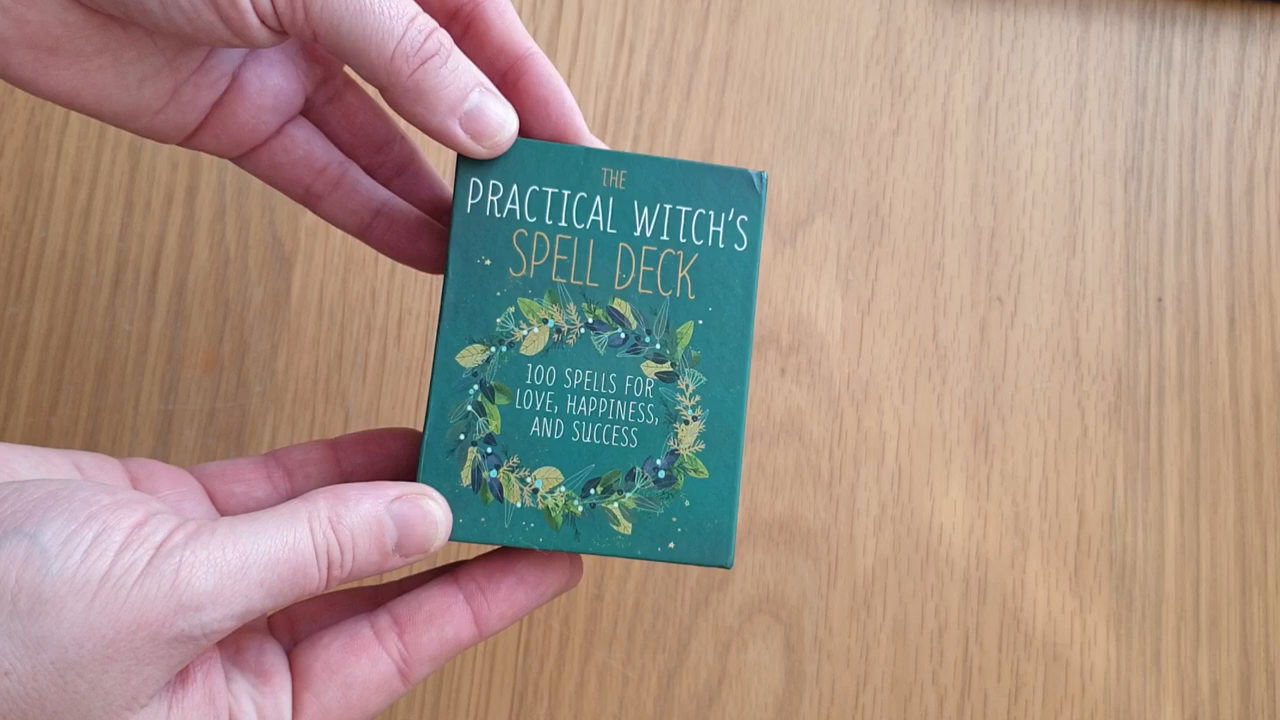 THE
PRACTICAL WITCH'S
SPELL DECK
100 SPELLS FOR
LOVE, HAPPINESS,
AND SUCCESS